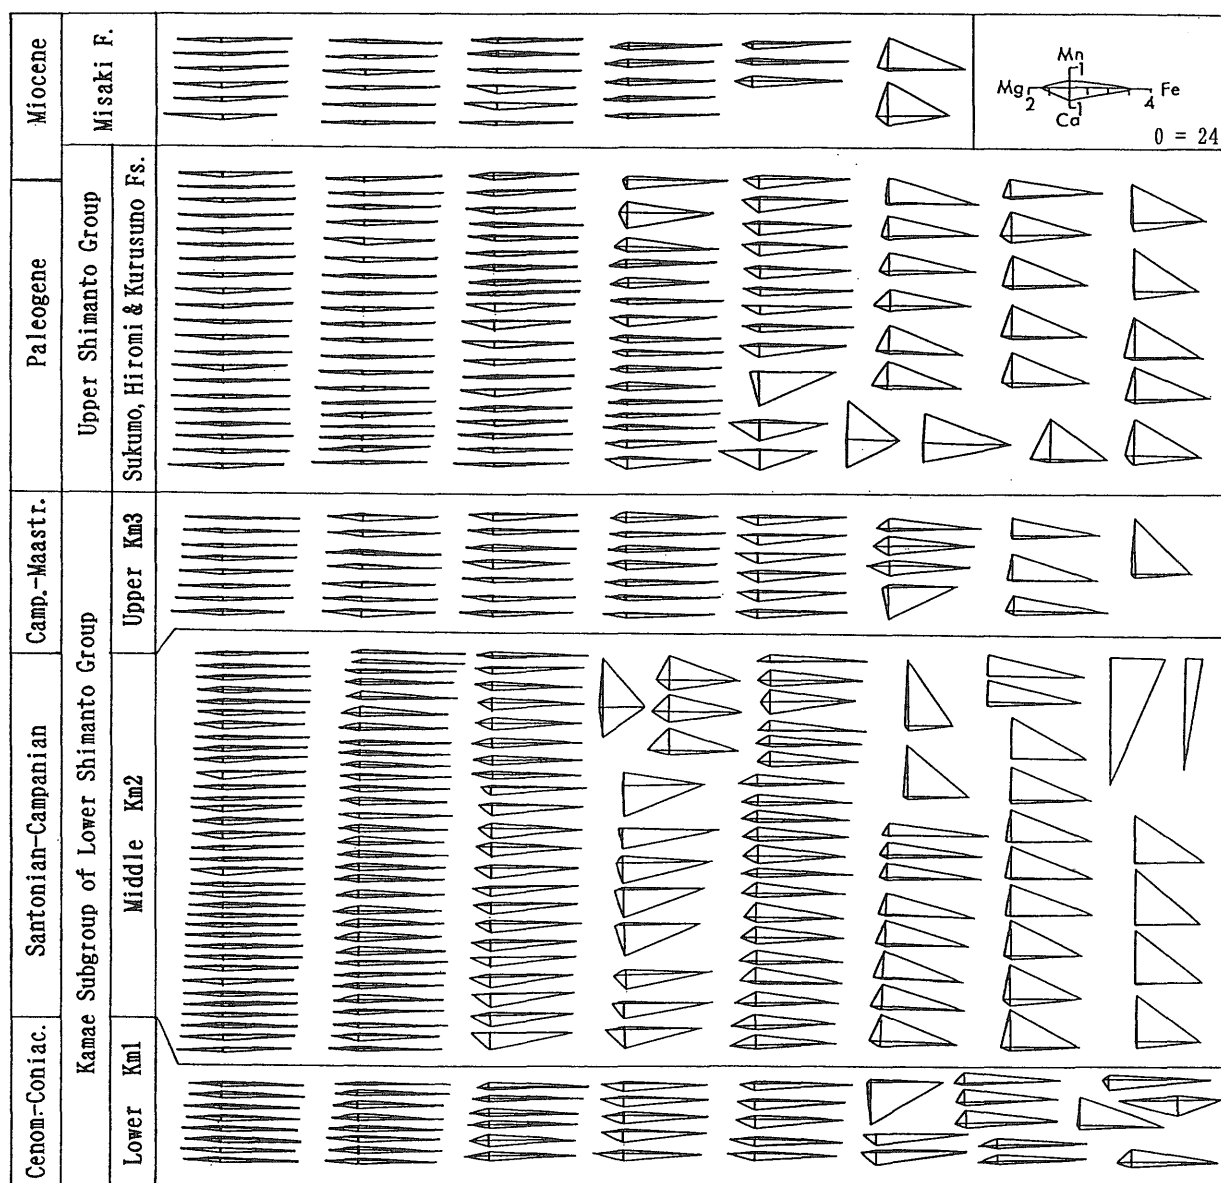 Miocene
Misaki F.
Mn
1
Mg
Fe
2
4
1
Ca
0 = 24
Paleogene
Upper Shimanto Group
Sukumo, Hiromi & Kurusuno Fs.
Camp.-Maastr.
Kamae Subgroup of Lower Shimanto Group
Upper Km3
Santonian-Campanian
Middle Km2
Cenom-Coniac.
Lower Km1